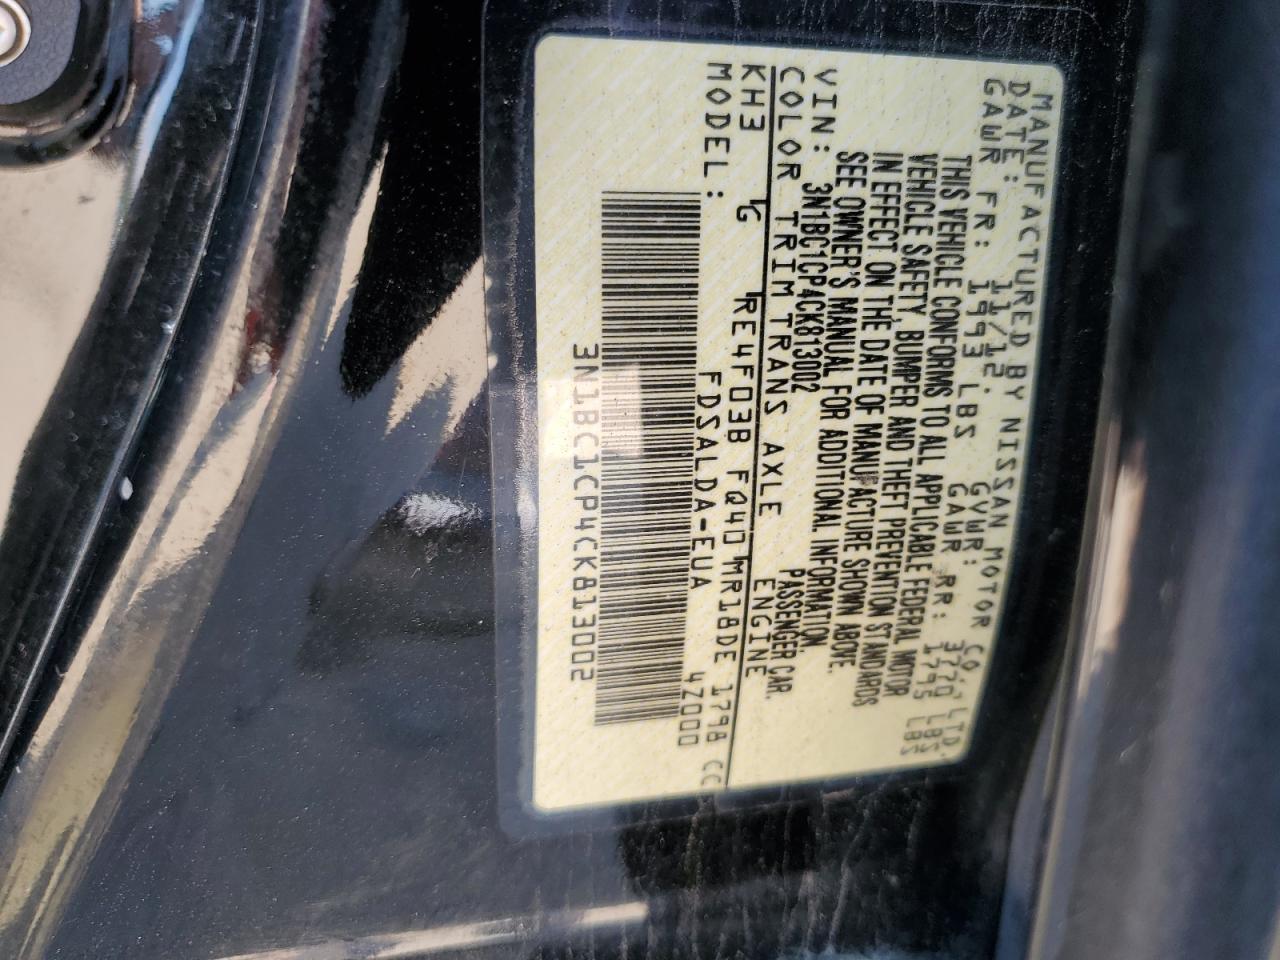 MANUFACTURED BY NISSAN MOTOR CO., LTD.
DATE: 11/12. GVWR: 3770 LBS.
GAWR FR: 1993 LBS GAWR RR: 1795 LBS
THIS VEHICLE CONFORMS TO ALL APPLICABLE FEDERAL MOTOR
VEHICLE SAFETY, BUMPER AND THEFT PREVENTION STANDARDS
IN EFFECT ON THE DATE OF MANUFACTURE SHOWN ABOVE.
SEE OWNER'S MANUAL FOR ADDITIONAL INFORMATION.
VIN: 3N1BC1CP4CK813002 PASSENGER CAR.
COLOR TRIM TRANS AXLE ENGINE
KH3 G RE4F03B FQ40 MR18DE 1798 CC
MODEL: FDSALDA-EUA 4Z000
3N1BC1CP4(CK813002